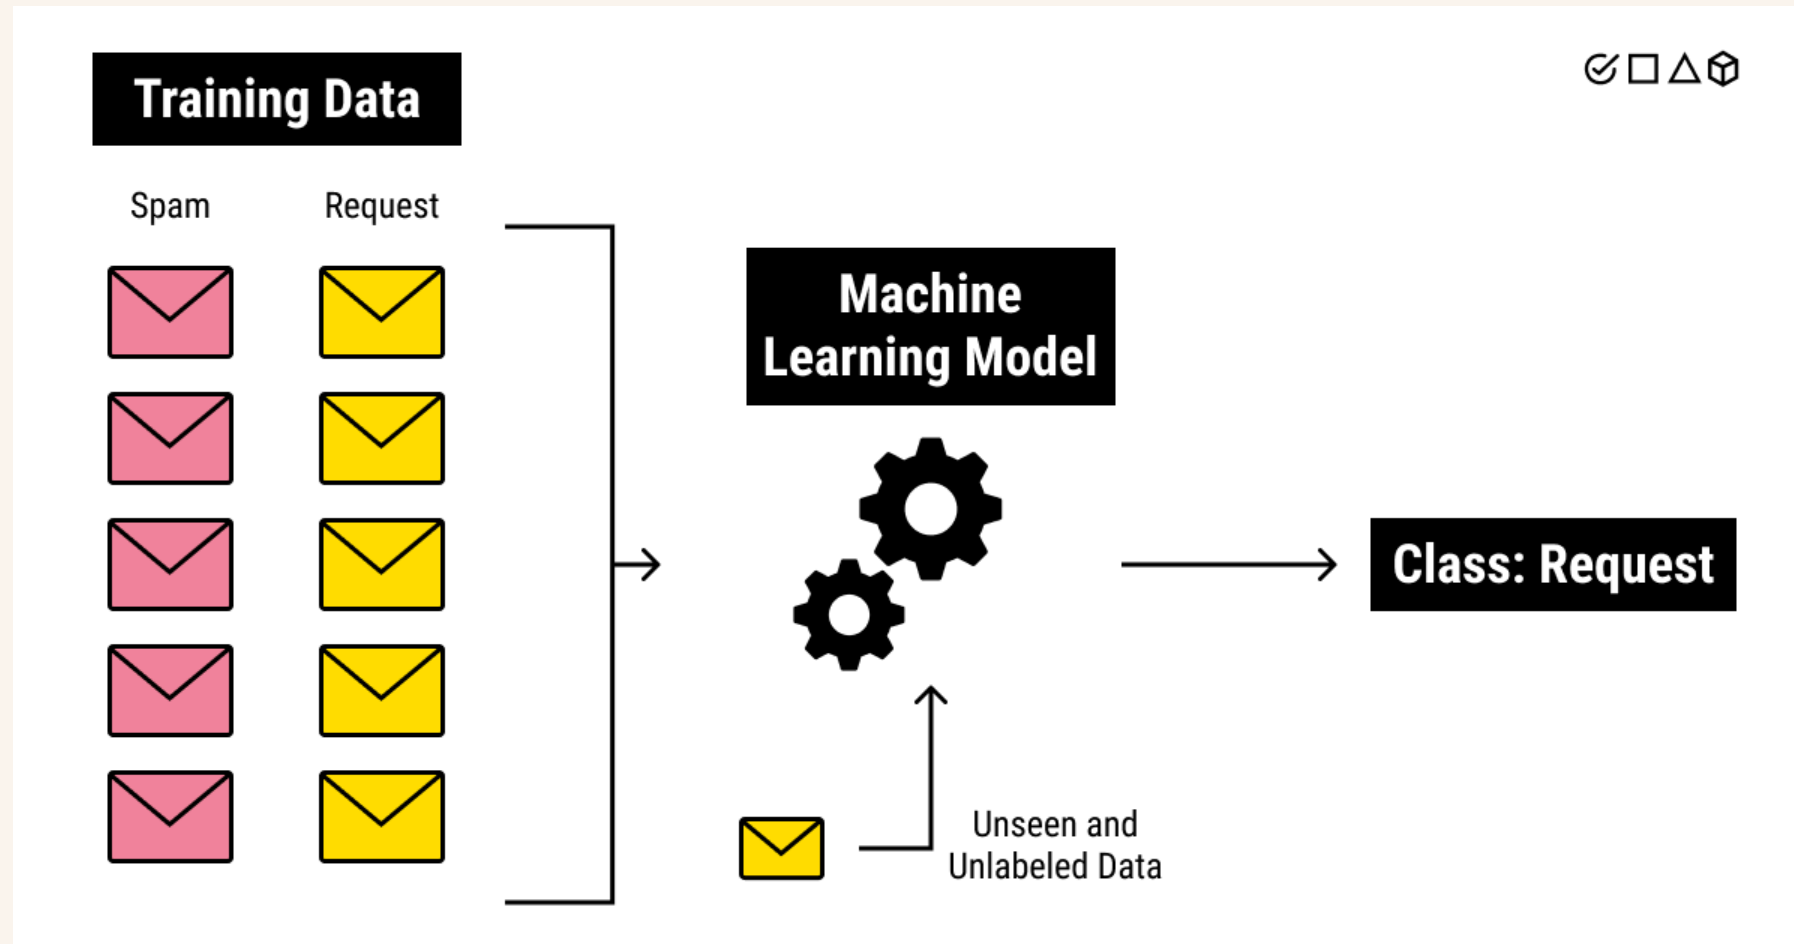 Training Data
Spam
Request
Machine
Learning Model
Class: Request
Unseen and
Unlabeled Data